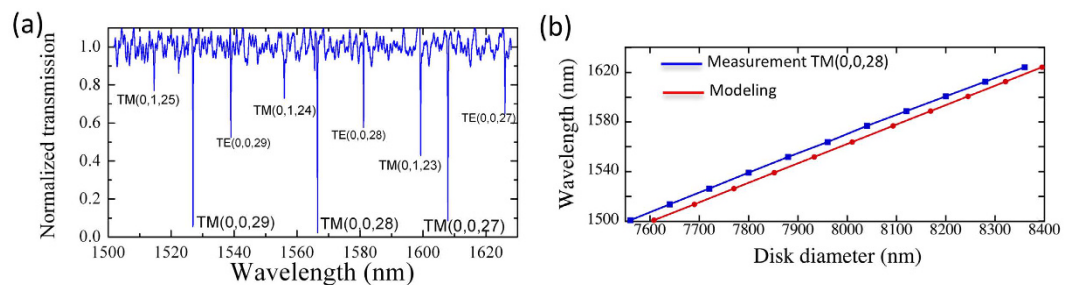 (a)
Normalized transmission
1.0
0.8
0.6
0.4
0.2
0.0
TM(0,1,25)
TM(0,0,29)
TE(0,0,29)
TM(0,1,24)
TM(0,0,28)
TE(0,0,28)
TM(0,1,23)
TM(0,0,27)
TE(0,0,27)
1500 1520 1540 1560 1580 1600 1620
Wavelength (nm)
(b)
Wavelength (nm)
1620
1580
1540
1500
Measurement TM(0,0,28)
Modeling
7600 7700 7800 7900 8000 8100 8200 8300 8400
Disk diameter (nm)